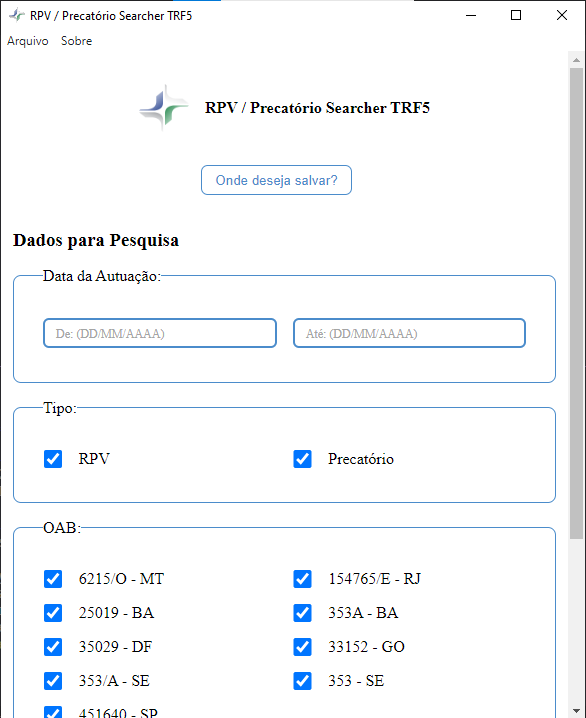 RPV / Precatório Searcher TRF5
Arquivo Sobre
RPV / Precatório Searcher TRF5
Onde deseja salvar?
Dados para Pesquisa
Data da Autuação:
De: (DD/MM/AAAA) Até: (DD/MM/AAAA)
Tipo:
RPV Precatório
OAB:
6215/O - MT 154765/E - RJ
25019 - BA 353A - BA
35029 - DF 33152 - GO
353/A - SE 353 - SE
451640 - SP